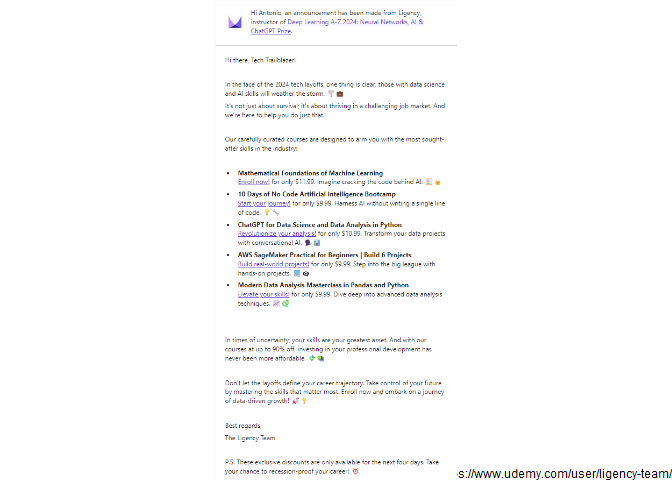 Hi Antonio, an announcement has been made from Ligency,
instructor of Deep Learning A-Z 2024: Neural Networks, AI &
ChatGPT Prize.
Hi there, Tech Trailblazer!
In the face of the 2024 tech layoffs, one thing is clear: those with data science
and AI skills will weather the storm. 🌪️ 💼
It's not just about survival; it's about thriving in a challenging job market. And
we're here to help you do just that.
Our carefully curated courses are designed to arm you with the most sought-
after skills in the industry:
• Mathematical Foundations of Machine Learning
Enroll now! for only $11.99. Imagine cracking the code behind AI. 🧮 🔓
• 10 Days of No Code Artificial Intelligence Bootcamp
Start your journey! for only $9.99. Harness AI without writing a single line
of code. 💡 🔧
• ChatGPT for Data Science and Data Analysis in Python
Revolutionize your analysis! for only $10.99. Transform your data projects
with conversational AI. 🗣️ 📊
• AWS SageMaker Practical for Beginners | Build 6 Projects
Build real-world projects! for only $9.99. Step into the big league with
hands-on projects.
• Modern Data Analysis Masterclass in Pandas and Python
Elevate your skills! for only $9.99. Dive deep into advanced data analysis
techniques. 📈
In times of uncertainty, your skills are your greatest asset. And with our
courses at up to 90% off, investing in your professional development has
never been more affordable.
Don't let the layoffs define your career trajectory. Take control of your future
by mastering the skills that matter most. Enroll now and embark on a journey
of data-driven growth! 🚀 💡
Best regards,
The Ligency Team
P.S. These exclusive discounts are only available for the next four days. Take
your chance to recession-proof your career! ⏰
s://www.udemy.com/user/ligency-team/